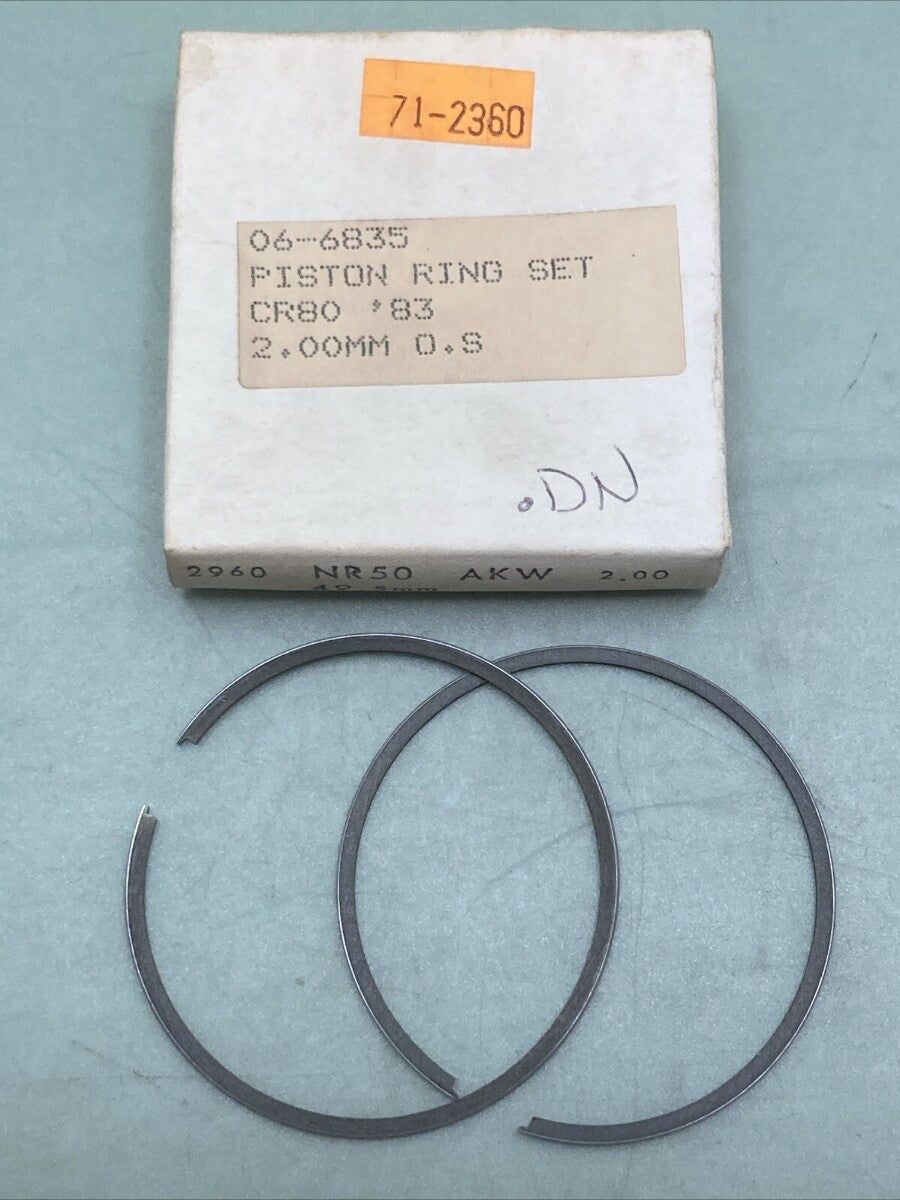 71-2360
06-6835
PISTON RING SET
CR80 '83
2.00MM O.S
.DN
2960 NR50 AKW 2.00